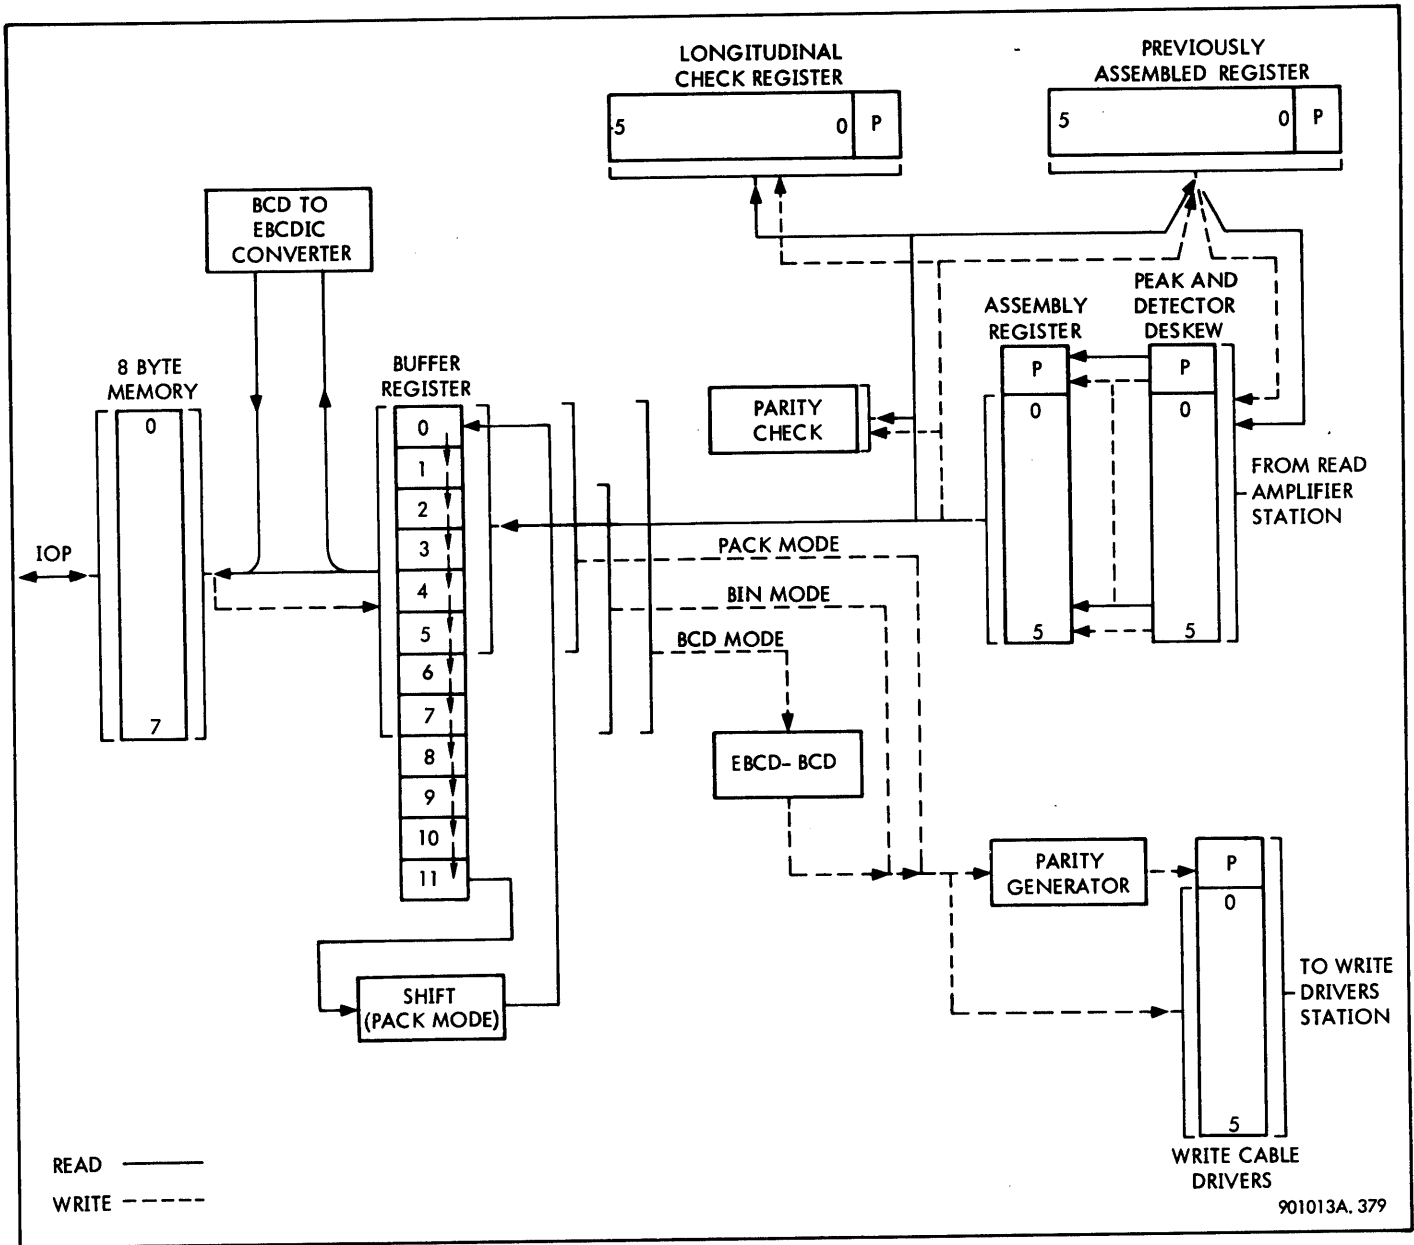 LONGITUDINAL
CHECK REGISTER
5 0 P
PREVIOUSLY
ASSEMBLED REGISTER
5 0 P
BCD TO
EBCDIC
CONVERTER
8 BYTE
MEMORY
0
7
IOP
BUFFER
REGISTER
0
1
2
3
4
5
6
7
8
9
10
11
SHIFT
(PACK MODE)
PARITY
CHECK
ASSEMBLY
REGISTER
P
0
5
PEAK AND
DETECTOR
DESKEW
P
0
5
FROM READ
AMPLIFIER
STATION
PACK MODE
BIN MODE
BCD MODE
EBCD-BCD
PARITY
GENERATOR
P
0
5
TO WRITE
DRIVERS
STATION
WRITE CABLE
DRIVERS
READ
WRITE
901013A. 379